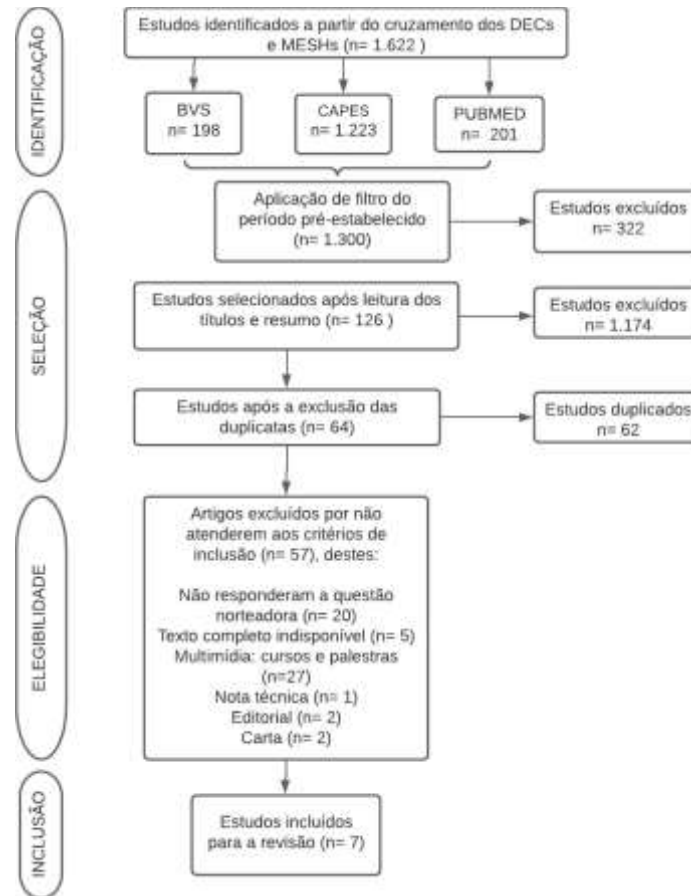 IDENTIFICAÇÃO
Estudos identificados a partir do cruzamento dos DECs
e MESHs (n= 1.622 )
BVS
n= 198
CAPES
n= 1.223
PUBMED
n= 201
SELEÇÃO
Aplicação de filtro do
período pré-estabelecido
(n= 1.300)
Estudos excluídos
n= 322
Estudos selecionados após leitura dos
títulos e resumo (n= 126 )
Estudos excluídos
n= 1.174
Estudos após a exclusão das
duplicatas (n= 64)
Estudos duplicados
n= 62
ELEGIBILIDADE
Artigos excluídos por não
atenderem aos critérios de
inclusão (n= 57), destes:
Não responderam a questão
norteadora (n= 20)
Texto completo indisponível (n= 5)
Multimídia: cursos e palestras
(n=27)
Nota técnica (n= 1)
Editorial (n= 2)
Carta (n= 2)
INCLUSÃO
Estudos incluídos
para a revisão (n= 7)